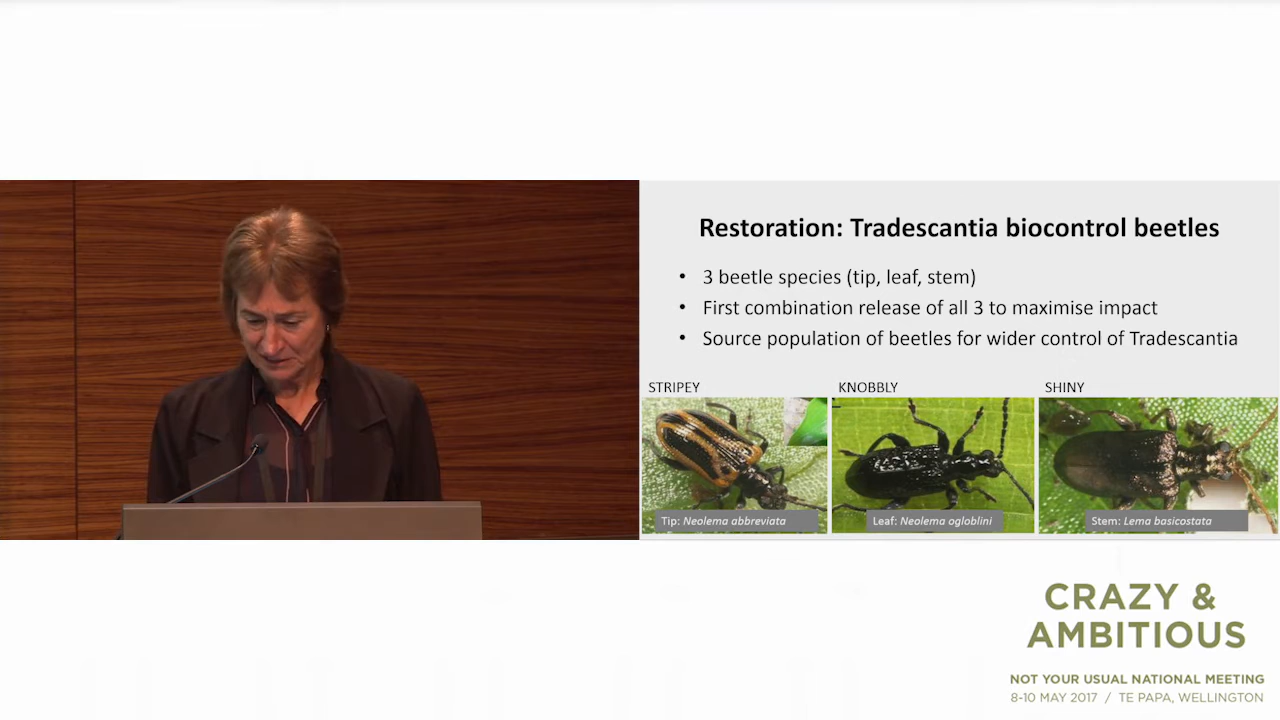 Restoration: Tradescantia biocontrol beetles
• 3 beetle species (tip, leaf, stem)
• First combination release of all 3 to maximise impact
• Source population of beetles for wider control of Tradescantia
STRIPEY
KNOBBLY
SHINY
Tip: Neolema abbreviata
Leaf: Neolema ogloblini
Stem: Lema basicostata
CRAZY &
AMBITIOUS
NOT YOUR USUAL NATIONAL MEETING
8-10 MAY 2017 / TE PAPA, WELLINGTON